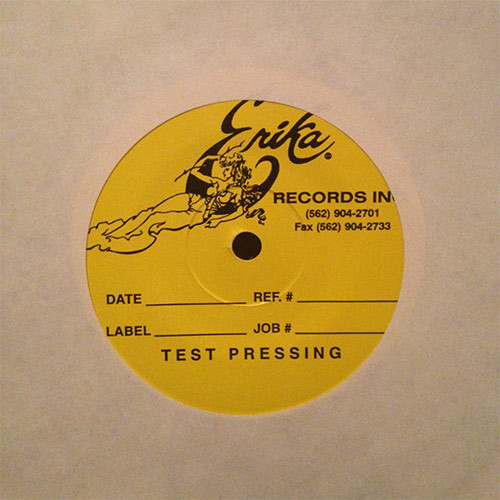 Erika
RECORDS INC
(562) 904-2701
Fax (562) 904-2733
DATE REF. #
LABEL JOB #
TEST PRESSING